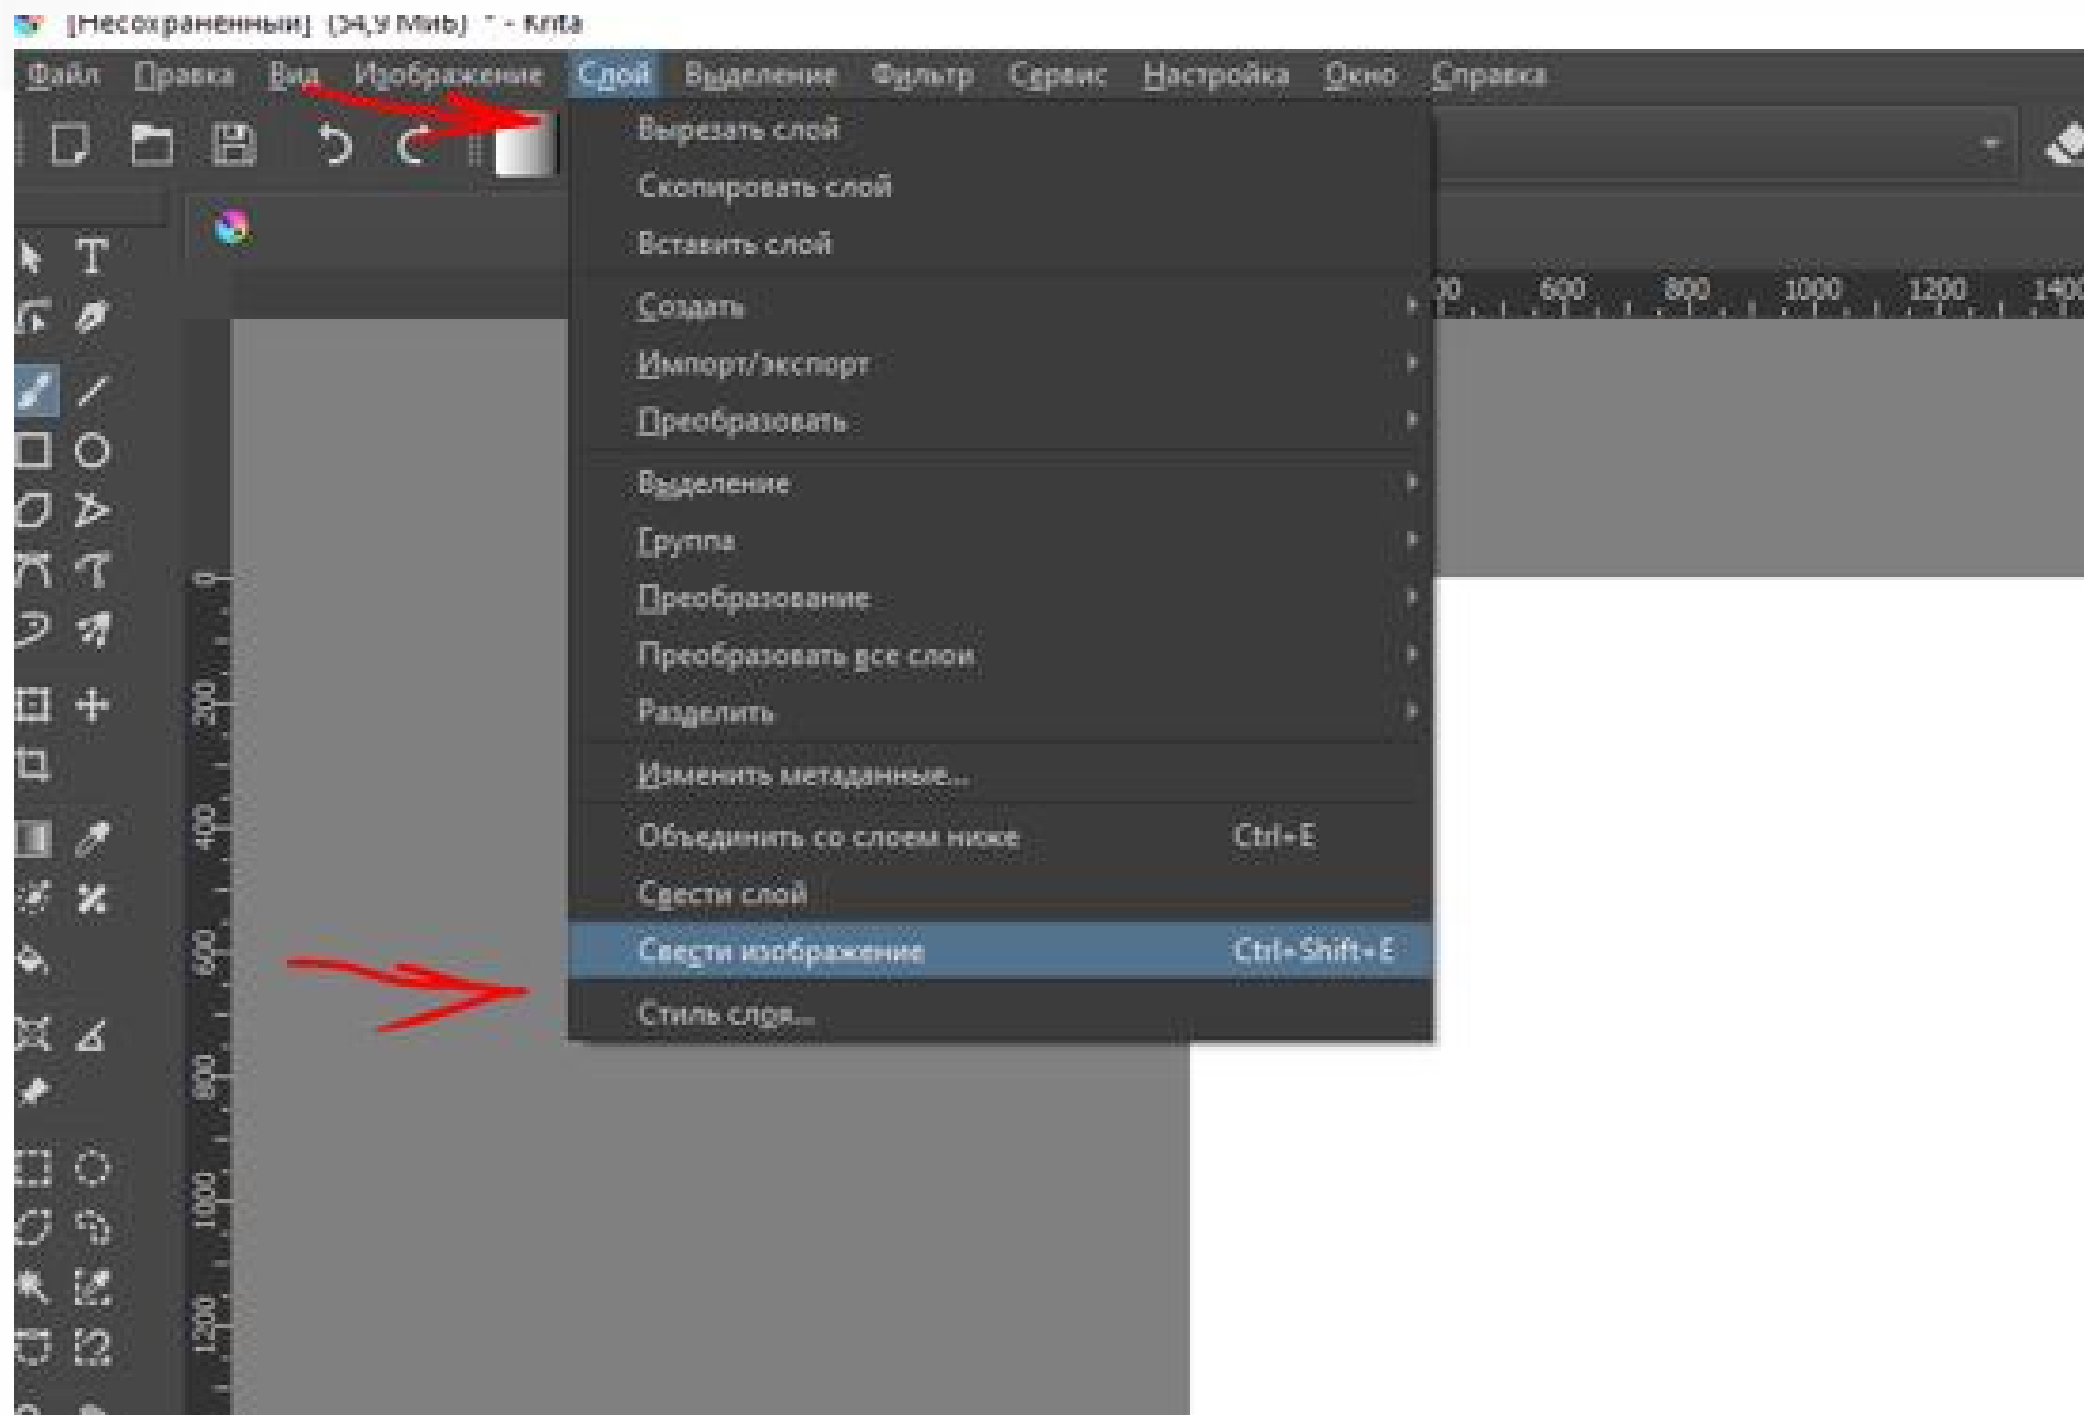 [Несохранённый] (54,9 МиБ) * - Krita
Файл Правка Вид Изображение Слой Выделение Фильтр Сервис Настройка Окно Справка
Вырезать слой
Скопировать слой
Вставить слой
Создать
Импорт/экспорт
Преобразовать
Выделение
Группа
Преобразование
Преобразовать все слои
Разделить
Изменить метаданные...
Объединить со слоем ниже Ctrl+E
Свести слой
Свести изображение Ctrl+Shift+E
Стиль слоя...
600 800 1000 1200 1400
0
200
400
600
800
1000
1200